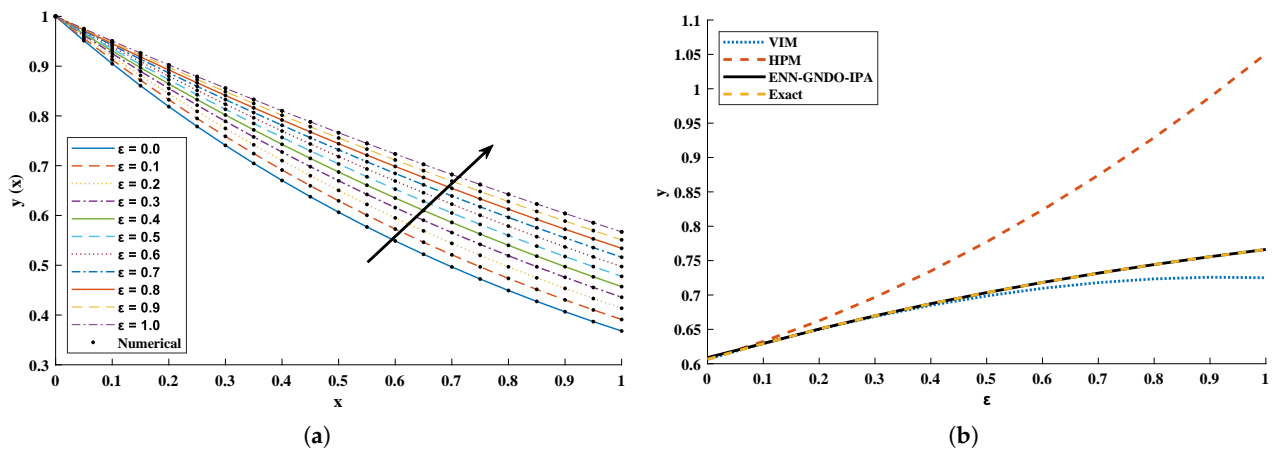 1
0.9
0.8
0.7
0.6
0.5
0.4
0.3
y (x)
ε = 0.0
ε = 0.1
ε = 0.2
ε = 0.3
ε = 0.4
ε = 0.5
ε = 0.6
ε = 0.7
ε = 0.8
ε = 0.9
ε = 1.0
Numerical
0 0.1 0.2 0.3 0.4 0.5 0.6 0.7 0.8 0.9 1
x
(a)
1.1
1.05
1
0.95
0.9
0.85
0.8
0.75
0.7
0.65
0.6
y
VIM
HPM
ENN-GNDO-IPA
Exact
0 0.1 0.2 0.3 0.4 0.5 0.6 0.7 0.8 0.9 1
ε
(b)